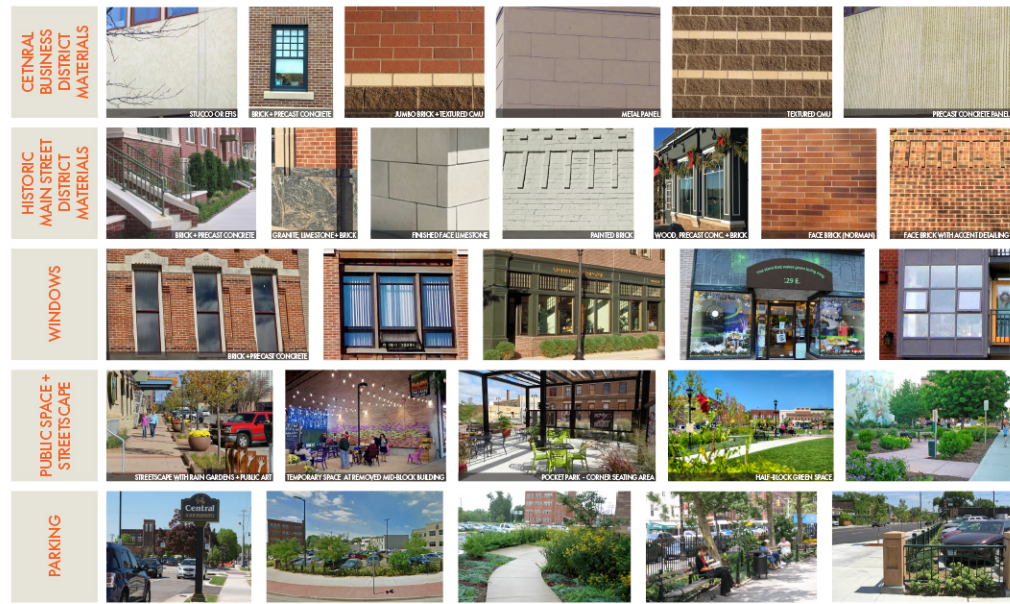 CETNRAL
BUSINESS
DISTRICT
MATERIALS
STUCCO OR EFIS
BRICK + PRECAST CONCRETE
JUMBO BRICK + TEXTURED CMU
METAL PANEL
TEXTURED CMU
PRECAST CONCRETE PANEL
HISTORIC
MAIN STREET
DISTRICT
MATERIALS
BRICK + PRECAST CONCRETE
GRANITE, LIMESTONE + BRICK
FINISHED FACE LIMESTONE
PAINTED BRICK
WOOD, PRECAST CONC. + BRICK
FACE BRICK (NORMAN)
FACE BRICK WITH ACCENT DETAILING
WINDOWS
BRICK + PRECAST CONCRETE
129 E.
PUBLIC SPACE +
STREETSCAPE
STREETSCAPE WITH RAIN GARDENS + PUBLIC ART
TEMPORARY SPACE AT REMOVED MID-BLOCK BUILDING
POCKET PARK - CORNER SEATING AREA
HALF-BLOCK GREEN SPACE
PARKING
Central